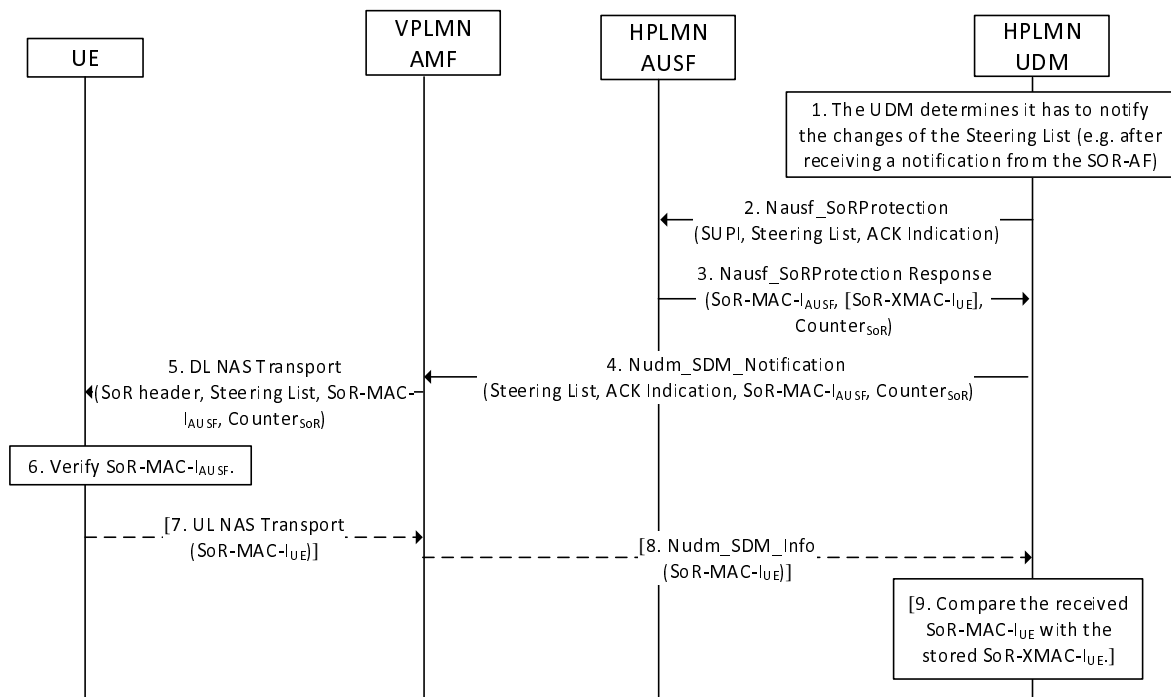 UE
VPLMN
AMF
HPLMN
AUSF
HPLMN
UDM
1. The UDM determines it has to notify
the changes of the Steering List (e.g. after
receiving a notification from the SOR-AF)
2. Nausf_SoRProtection
(SUPI, Steering List, ACK Indication)
3. Nausf_SoRProtection Response
(SoR-MAC-IAUSF, [SoR-XMAC-IUE],
CounterSoR)
4. Nudm_SDM_Notification
(Steering List, ACK Indication, SoR-MAC-IAUSF, CounterSoR)
5. DL NAS Transport
(SoR header, Steering List, SoR-MAC-
IAUSF, CounterSoR)
6. Verify SoR-MAC-IAUSF.
[7. UL NAS Transport
(SoR-MAC-IUE)]
[8. Nudm_SDM_Info
(SoR-MAC-IUE)]
[9. Compare the received
SoR-MAC-IUE with the
stored SoR-XMAC-IUE.]